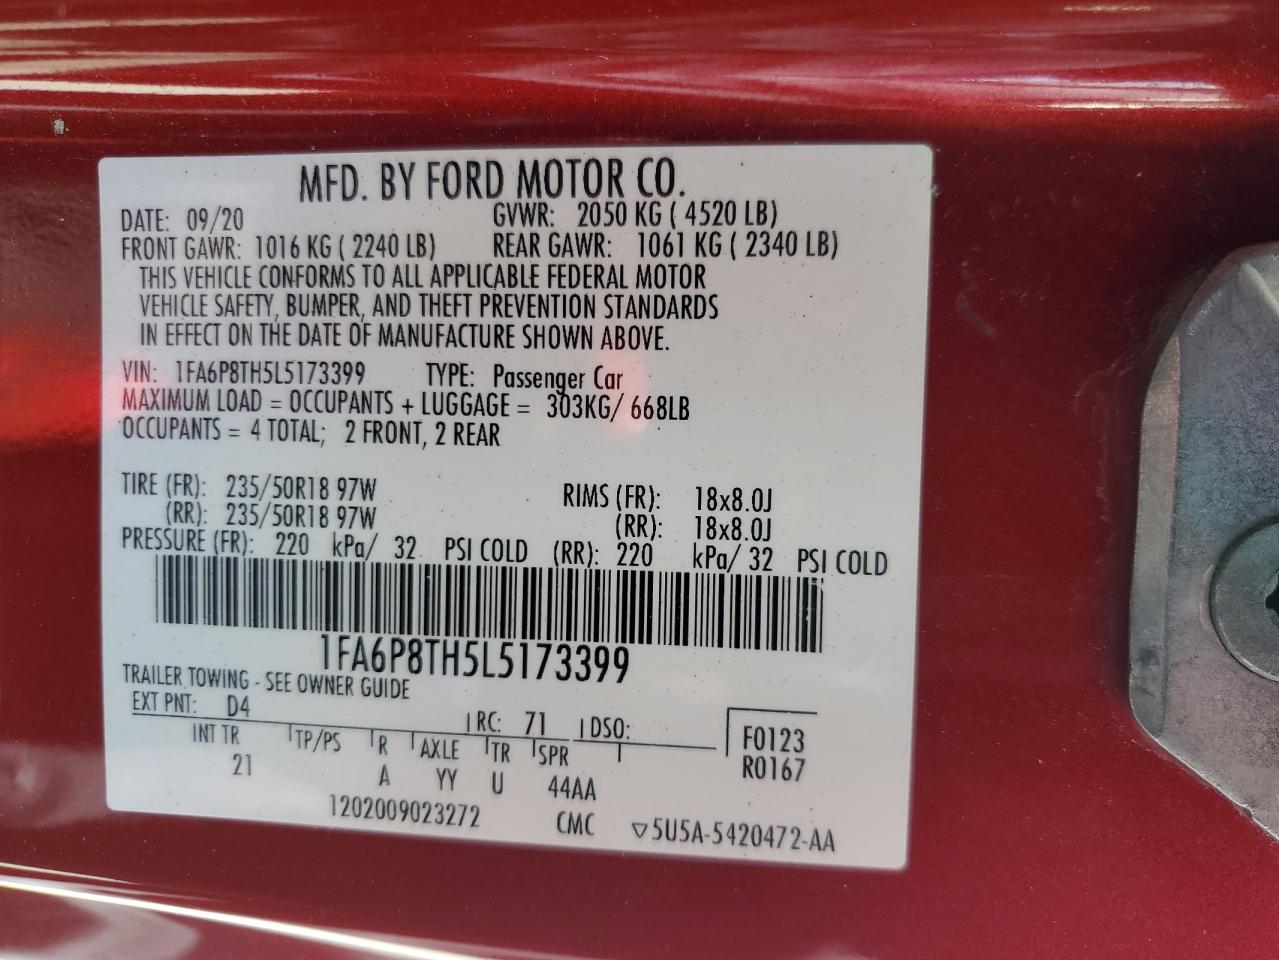 MFD. BY FORD MOTOR CO.
DATE: 09/20 GVWR: 2050 KG ( 4520 LB)
FRONT GAWR: 1016 KG ( 2240 LB) REAR GAWR: 1061 KG ( 2340 LB)
THIS VEHICLE CONFORMS TO ALL APPLICABLE FEDERAL MOTOR
VEHICLE SAFETY, BUMPER, AND THEFT PREVENTION STANDARDS
IN EFFECT ON THE DATE OF MANUFACTURE SHOWN ABOVE.
VIN: 1FA6P8TH5L5173399 TYPE: Passenger Car
MAXIMUM LOAD = OCCUPANTS + LUGGAGE = 303KG/ 668LB
OCCUPANTS = 4 TOTAL; 2 FRONT, 2 REAR
TIRE (FR): 235/50R18 97W RIMS (FR): 18x8.0J
(RR): 235/50R18 97W (RR): 18x8.0J
PRESSURE (FR): 220 kPa/ 32 PSI COLD (RR): 220 kPa/ 32 PSI COLD
1FA6P8TH5L5173399
TRAILER TOWING - SEE OWNER GUIDE
EXT PNT: D4 RC: 71 DSO:
INT TR TP/PS R AXLE TR SPR F0123
21 A YY U 44AA R0167
1202009023272 CMC ▽5U5A-5420472-AA